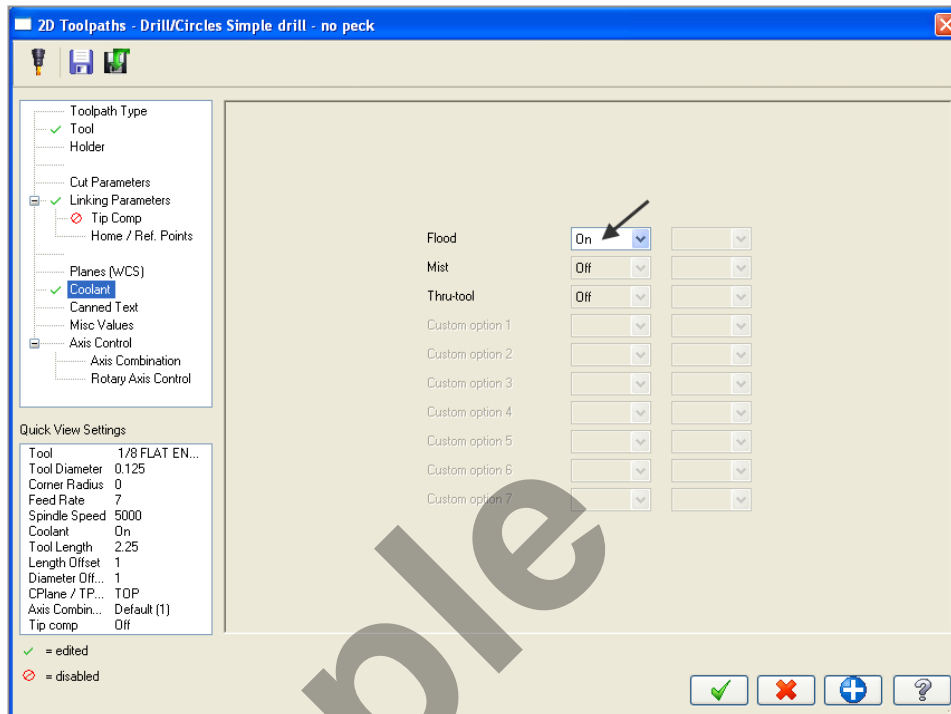 2D Toolpaths - Drill/Circles Simple drill - no peck
Toolpath Type
Tool
Holder
Cut Parameters
Linking Parameters
Tip Comp
Home / Ref. Points
Planes (WCS)
Coolant
Canned Text
Misc Values
Axis Control
Axis Combination
Rotary Axis Control
Flood On
Mist Off
Thru-tool Off
Custom option 1
Custom option 2
Custom option 3
Custom option 4
Custom option 5
Custom option 6
Custom option 7
Quick View Settings
Tool 1/8 FLAT EN...
Tool Diameter 0.125
Corner Radius 0
Feed Rate 7
Spindle Speed 5000
Coolant On
Tool Length 2.25
Length Offset 1
Diameter Off... 1
CPlane / TP... TOP
Axis Combin... Default (1)
Tip comp Off
= edited
= disabled
ple